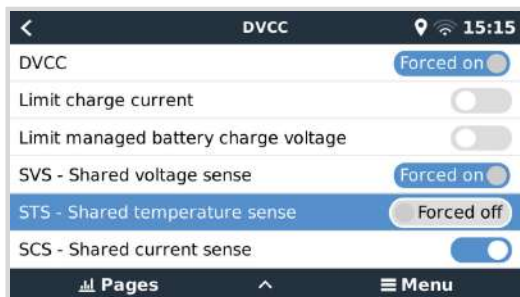 DVCC 15:15
DVCC Forced on
Limit charge current
Limit managed battery charge voltage
SVS - Shared voltage sense Forced on
STS - Shared temperature sense Forced off
SCS - Shared current sense
Pages Menu